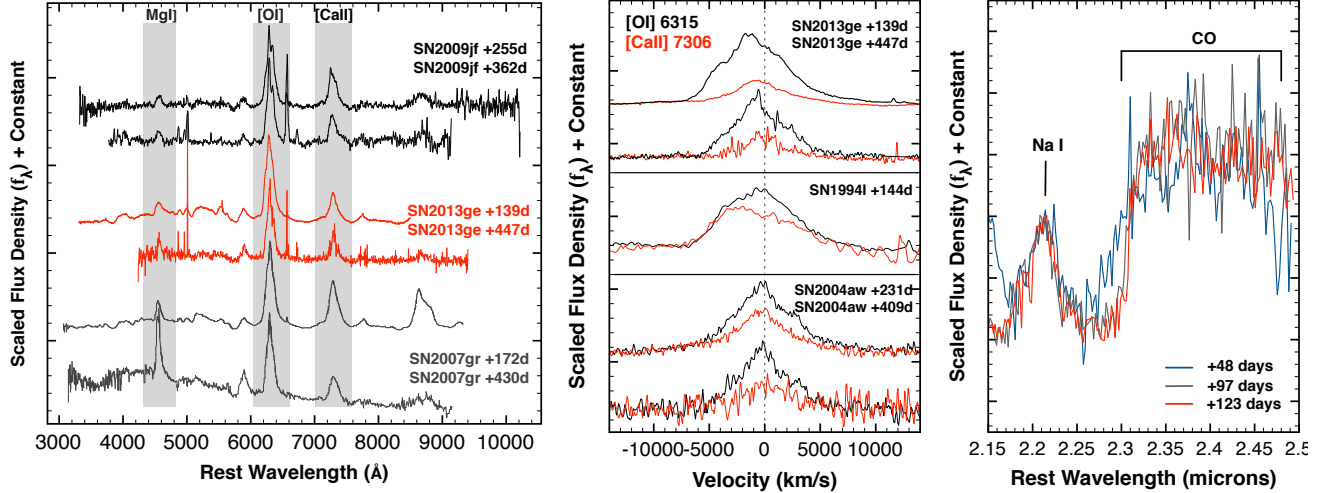 MgI]
[OI]
[CaII]
SN2009jf +255d
SN2009jf +362d
SN2013ge +139d
SN2013ge +447d
SN2007gr +172d
SN2007gr +430d
Scaled Flux Density (fλ) + Constant
3000 4000 5000 6000 7000 8000 9000 10000
Rest Wavelength (Å)
[OI] 6315
[CaII] 7306
SN2013ge +139d
SN2013ge +447d
SN1994I +144d
SN2004aw +231d
SN2004aw +409d
Scaled Flux Density (fλ) + Constant
-10000 -5000 0 5000 10000
Velocity (km/s)
CO
Na I
+48 days
+97 days
+123 days
Scaled Flux Density (fλ) + Constant
2.15 2.2 2.25 2.3 2.35 2.4 2.45 2.5
Rest Wavelength (microns)